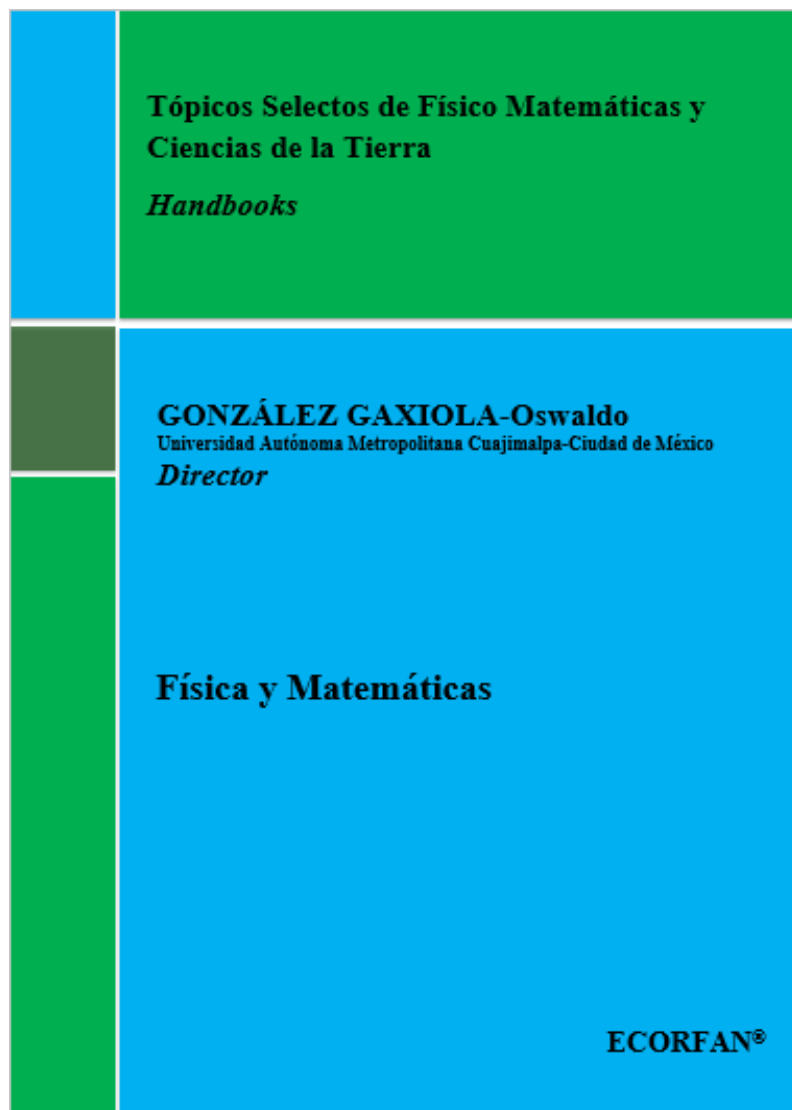 Tópicos Selectos de Físico Matemáticas y
Ciencias de la Tierra
Handbooks
GONZÁLEZ GAXIOLA-Oswaldo
Universidad Autónoma Metropolitana Cuajimalpa-Ciudad de México
Director
Física y Matemáticas
ECORFAN®